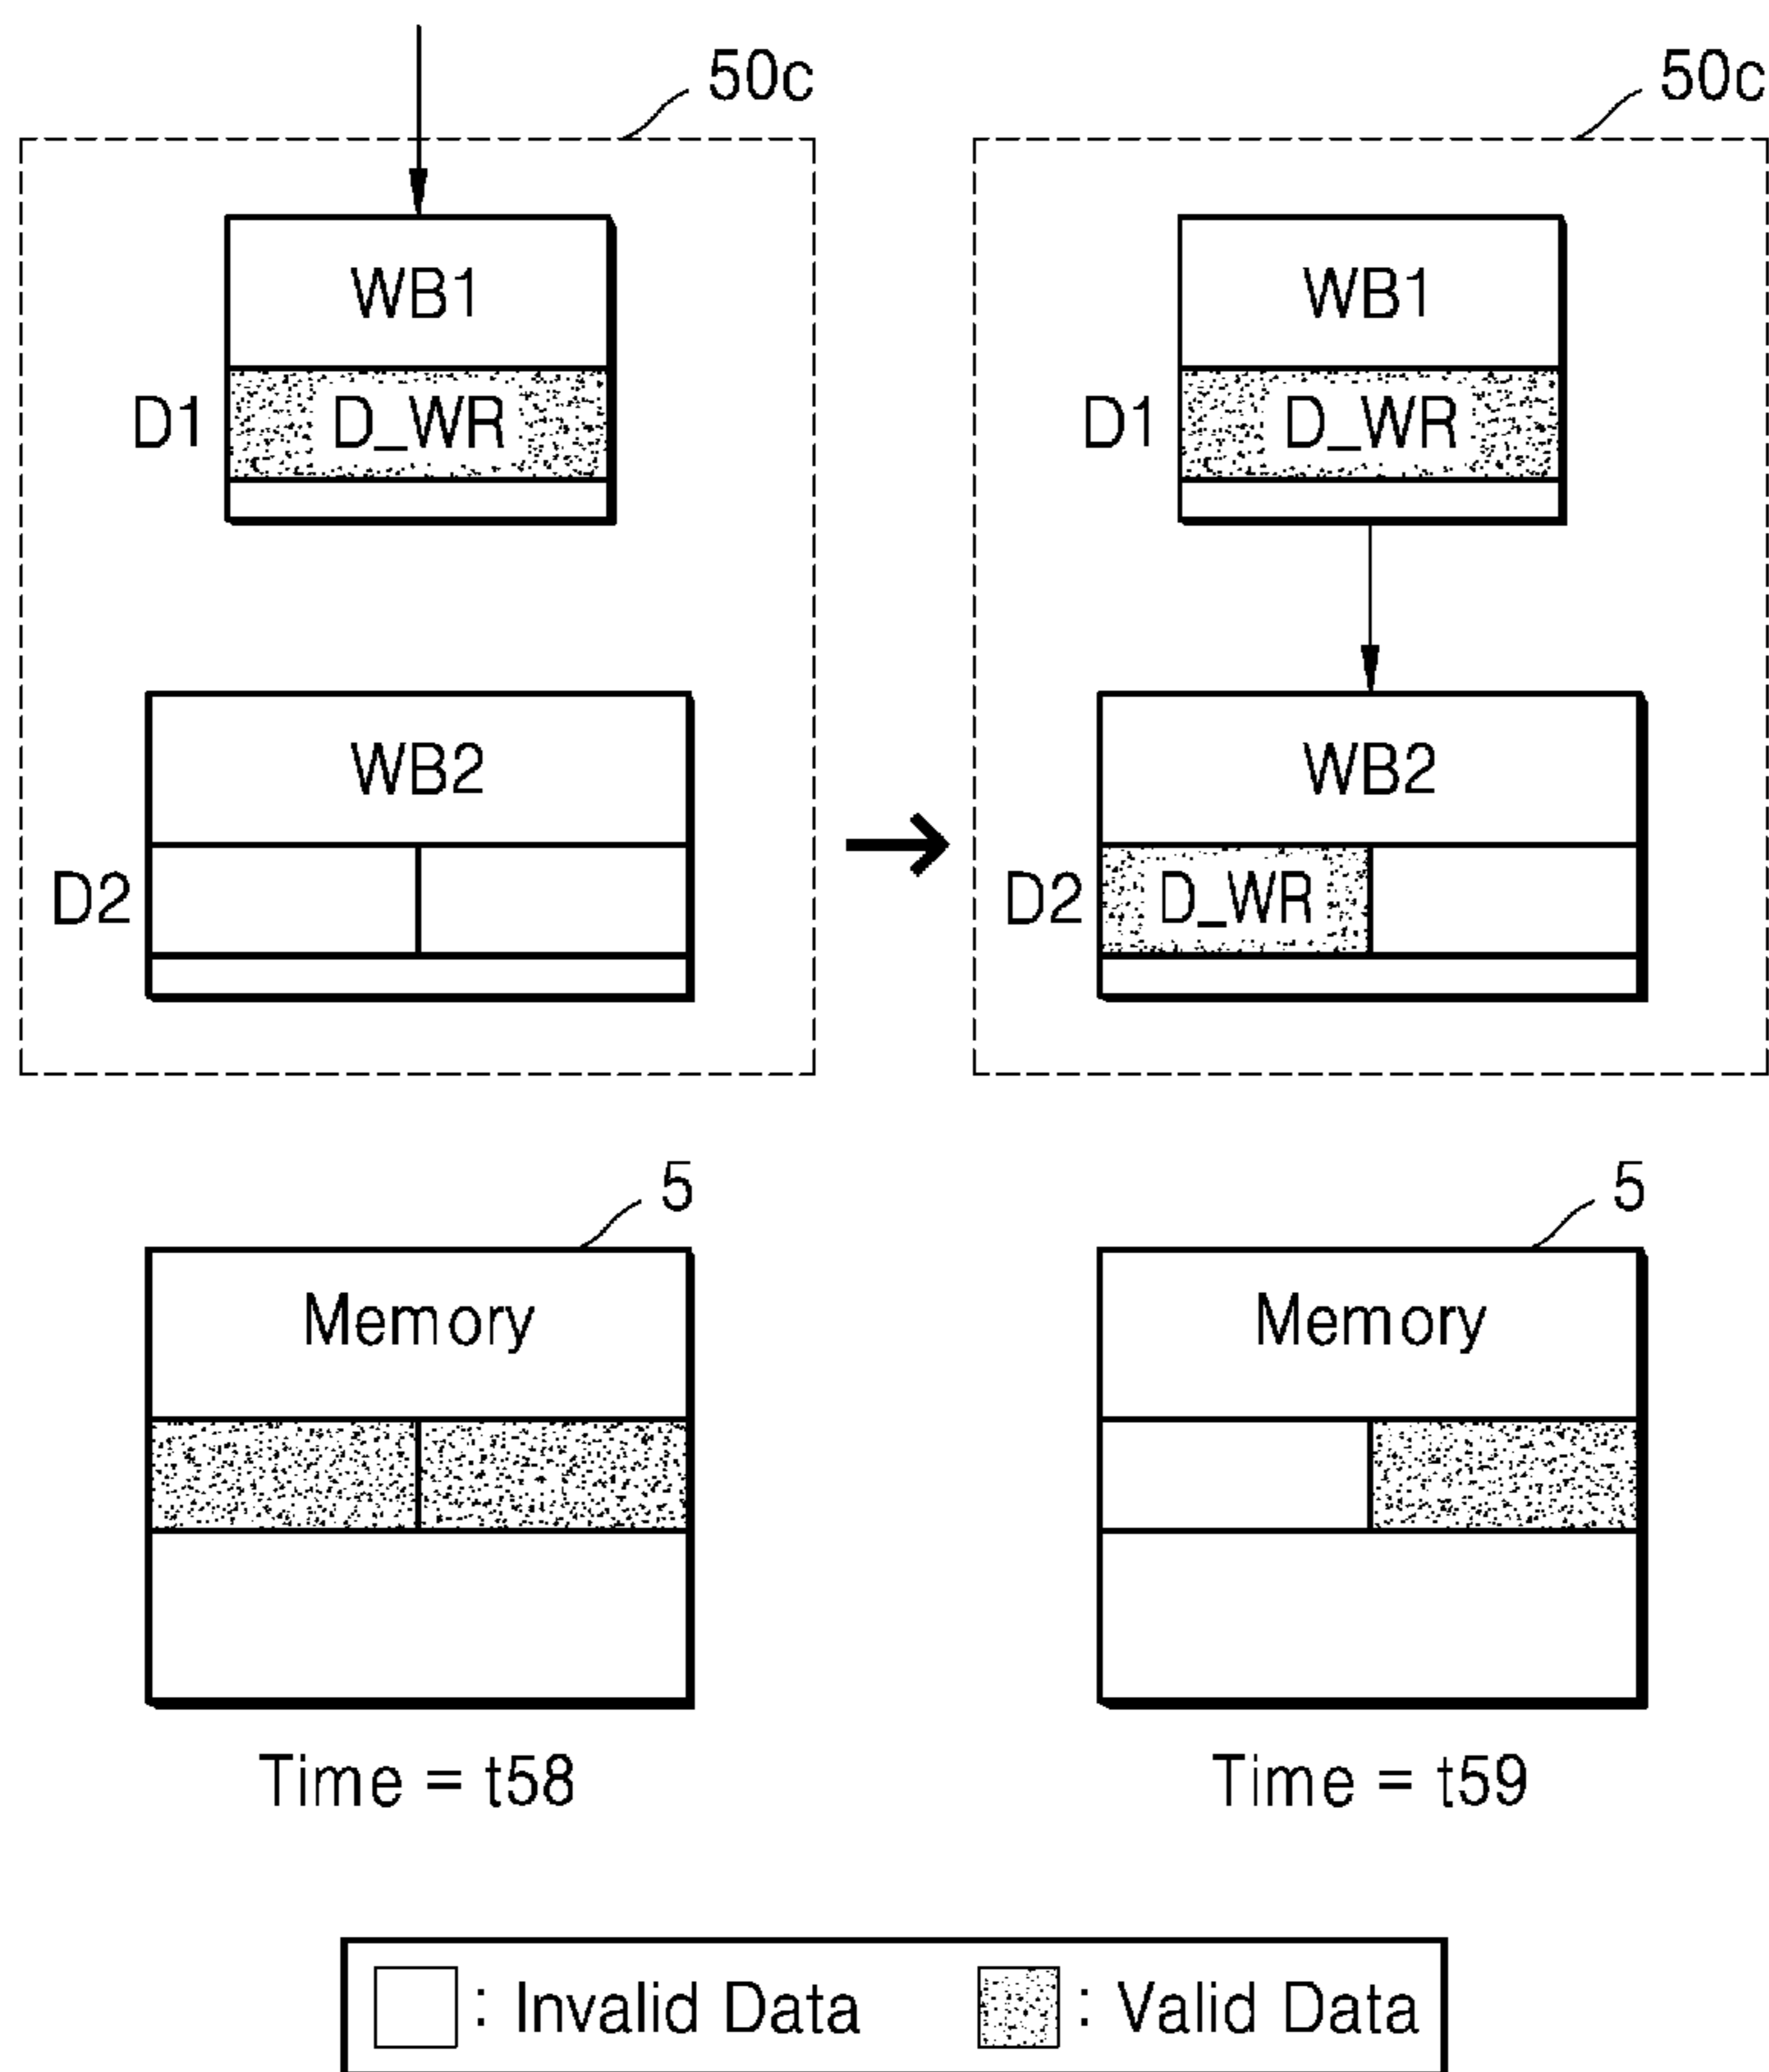 50c
50c
WB1
WB1
D1
D_WR
D1
D_WR
WB2
WB2
D2
D2
D_WR
5
5
Memory
Memory
Time = t58
Time = t59
: Invalid Data
: Valid Data